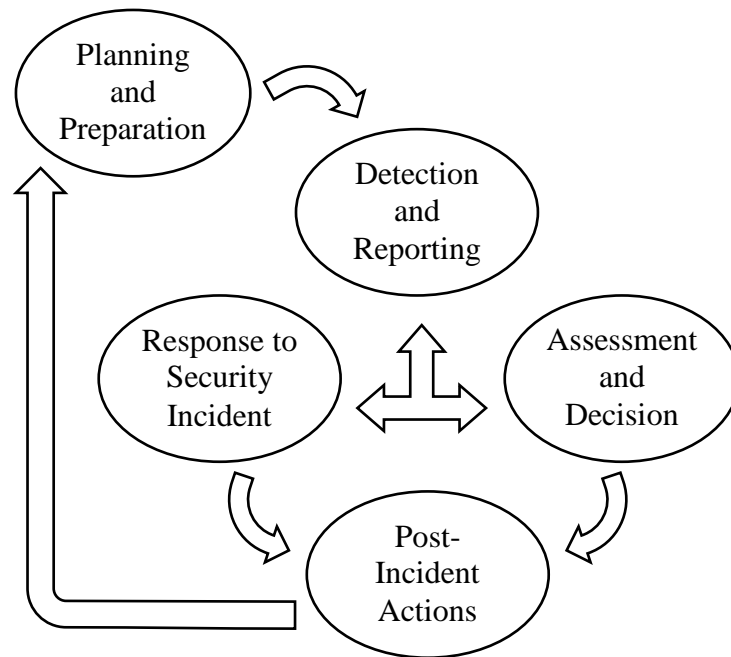 Planning
and
Preparation
Detection
and
Reporting
Response to
Security
Incident
Assessment
and
Decision
Post-
Incident
Actions